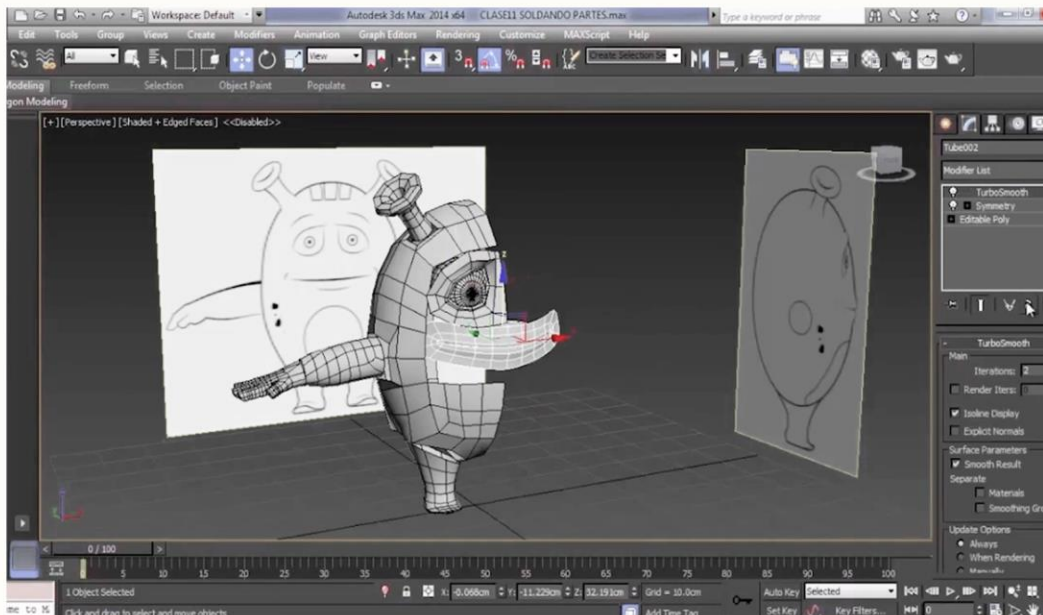 Workspace: Default
Autodesk 3ds Max 2014 x64 CLASE11 SOLDANDO PARTES.max
Type a keyword or phrase
Edit Tools Group Views Create Modifiers Animation Graph Editors Rendering Customize MAXScript Help
All
View
Create Selection Se
Modeling Freeform Selection Object Paint Populate
gon Modeling
[+] [Perspective] [Shaded + Edged Faces] <<Disabled>>
Tube002
Modifier List
TurboSmooth
Symmetry
Editable Poly
TurboSmooth
Main
Iterations: 2
Render Iters:
Isoline Display
Explicit Normals
Surface Parameters
Smooth Result
Separate
Materials
Smoothing Gro
Update Options
Always
When Rendering
Manually
0 / 100
0 5 10 15 20 25 30 35 40 45 50 55 60 65 70 75 80 85 90 95 100
1 Object Selected
X: -0.068cm Y: -11.229cm Z: 32.191cm Grid = 10.0cm
Auto Key Selected
me to M
Click and drag to select and move objects
Add Time Tag
Set Key Key Filters...